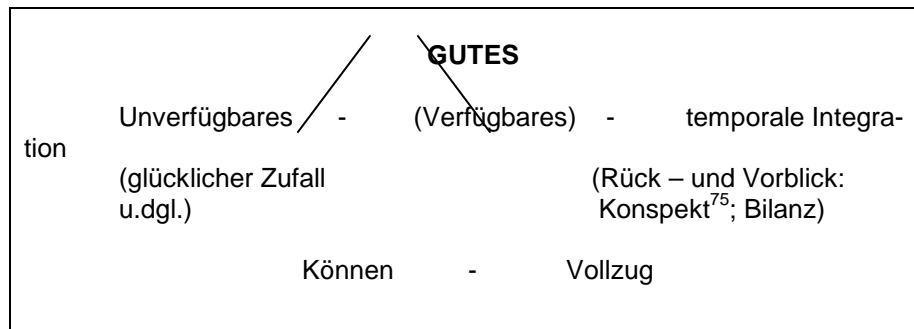 GUTES
Unverfügbares - (Verfügbares) - temporale Integra-
tion
(glücklicher Zufall (Rück – und Vorblick:
u.dgl.) Konspekt75; Bilanz)
Können - Vollzug